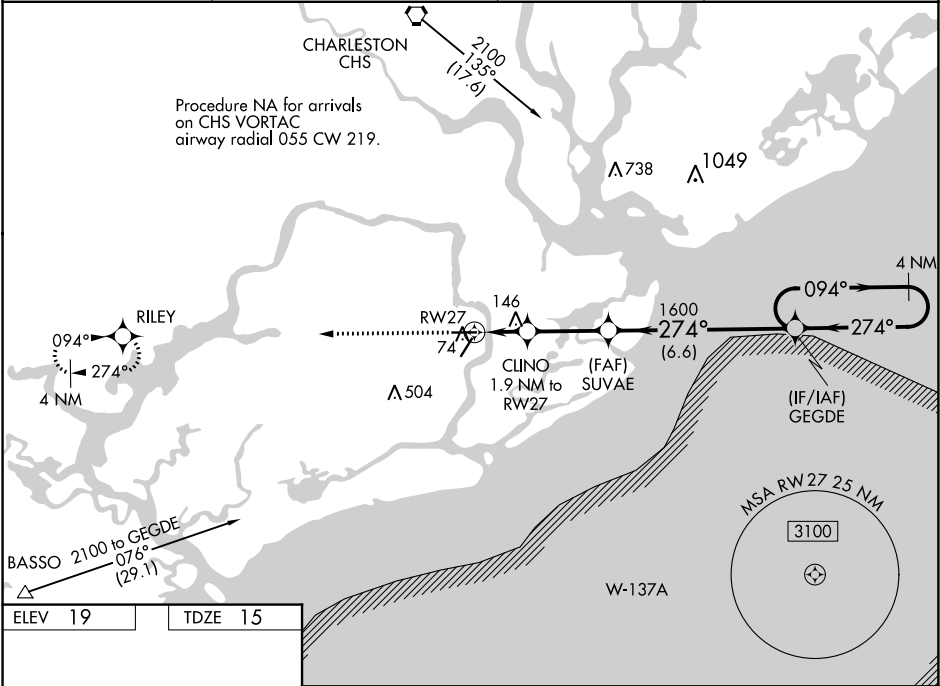 CHARLESTON
CHS
2100
135°
(17.6)
Procedure NA for arrivals
on CHS VORTAC
airway radial 055 CW 219.
738
1049
4 NM
094°
274°
RILEY
094°
274°
4 NM
RW27
74
146
CLINO
1.9 NM to
RW27
(FAF)
SUVAE
1600
274°
(6.6)
(IF/IAF)
GEGDE
504
BASSO
2100 to GEGDE
076°
(29.1)
MSA RW27 25 NM
3100
W-137A
ELEV 19
TDZE 15